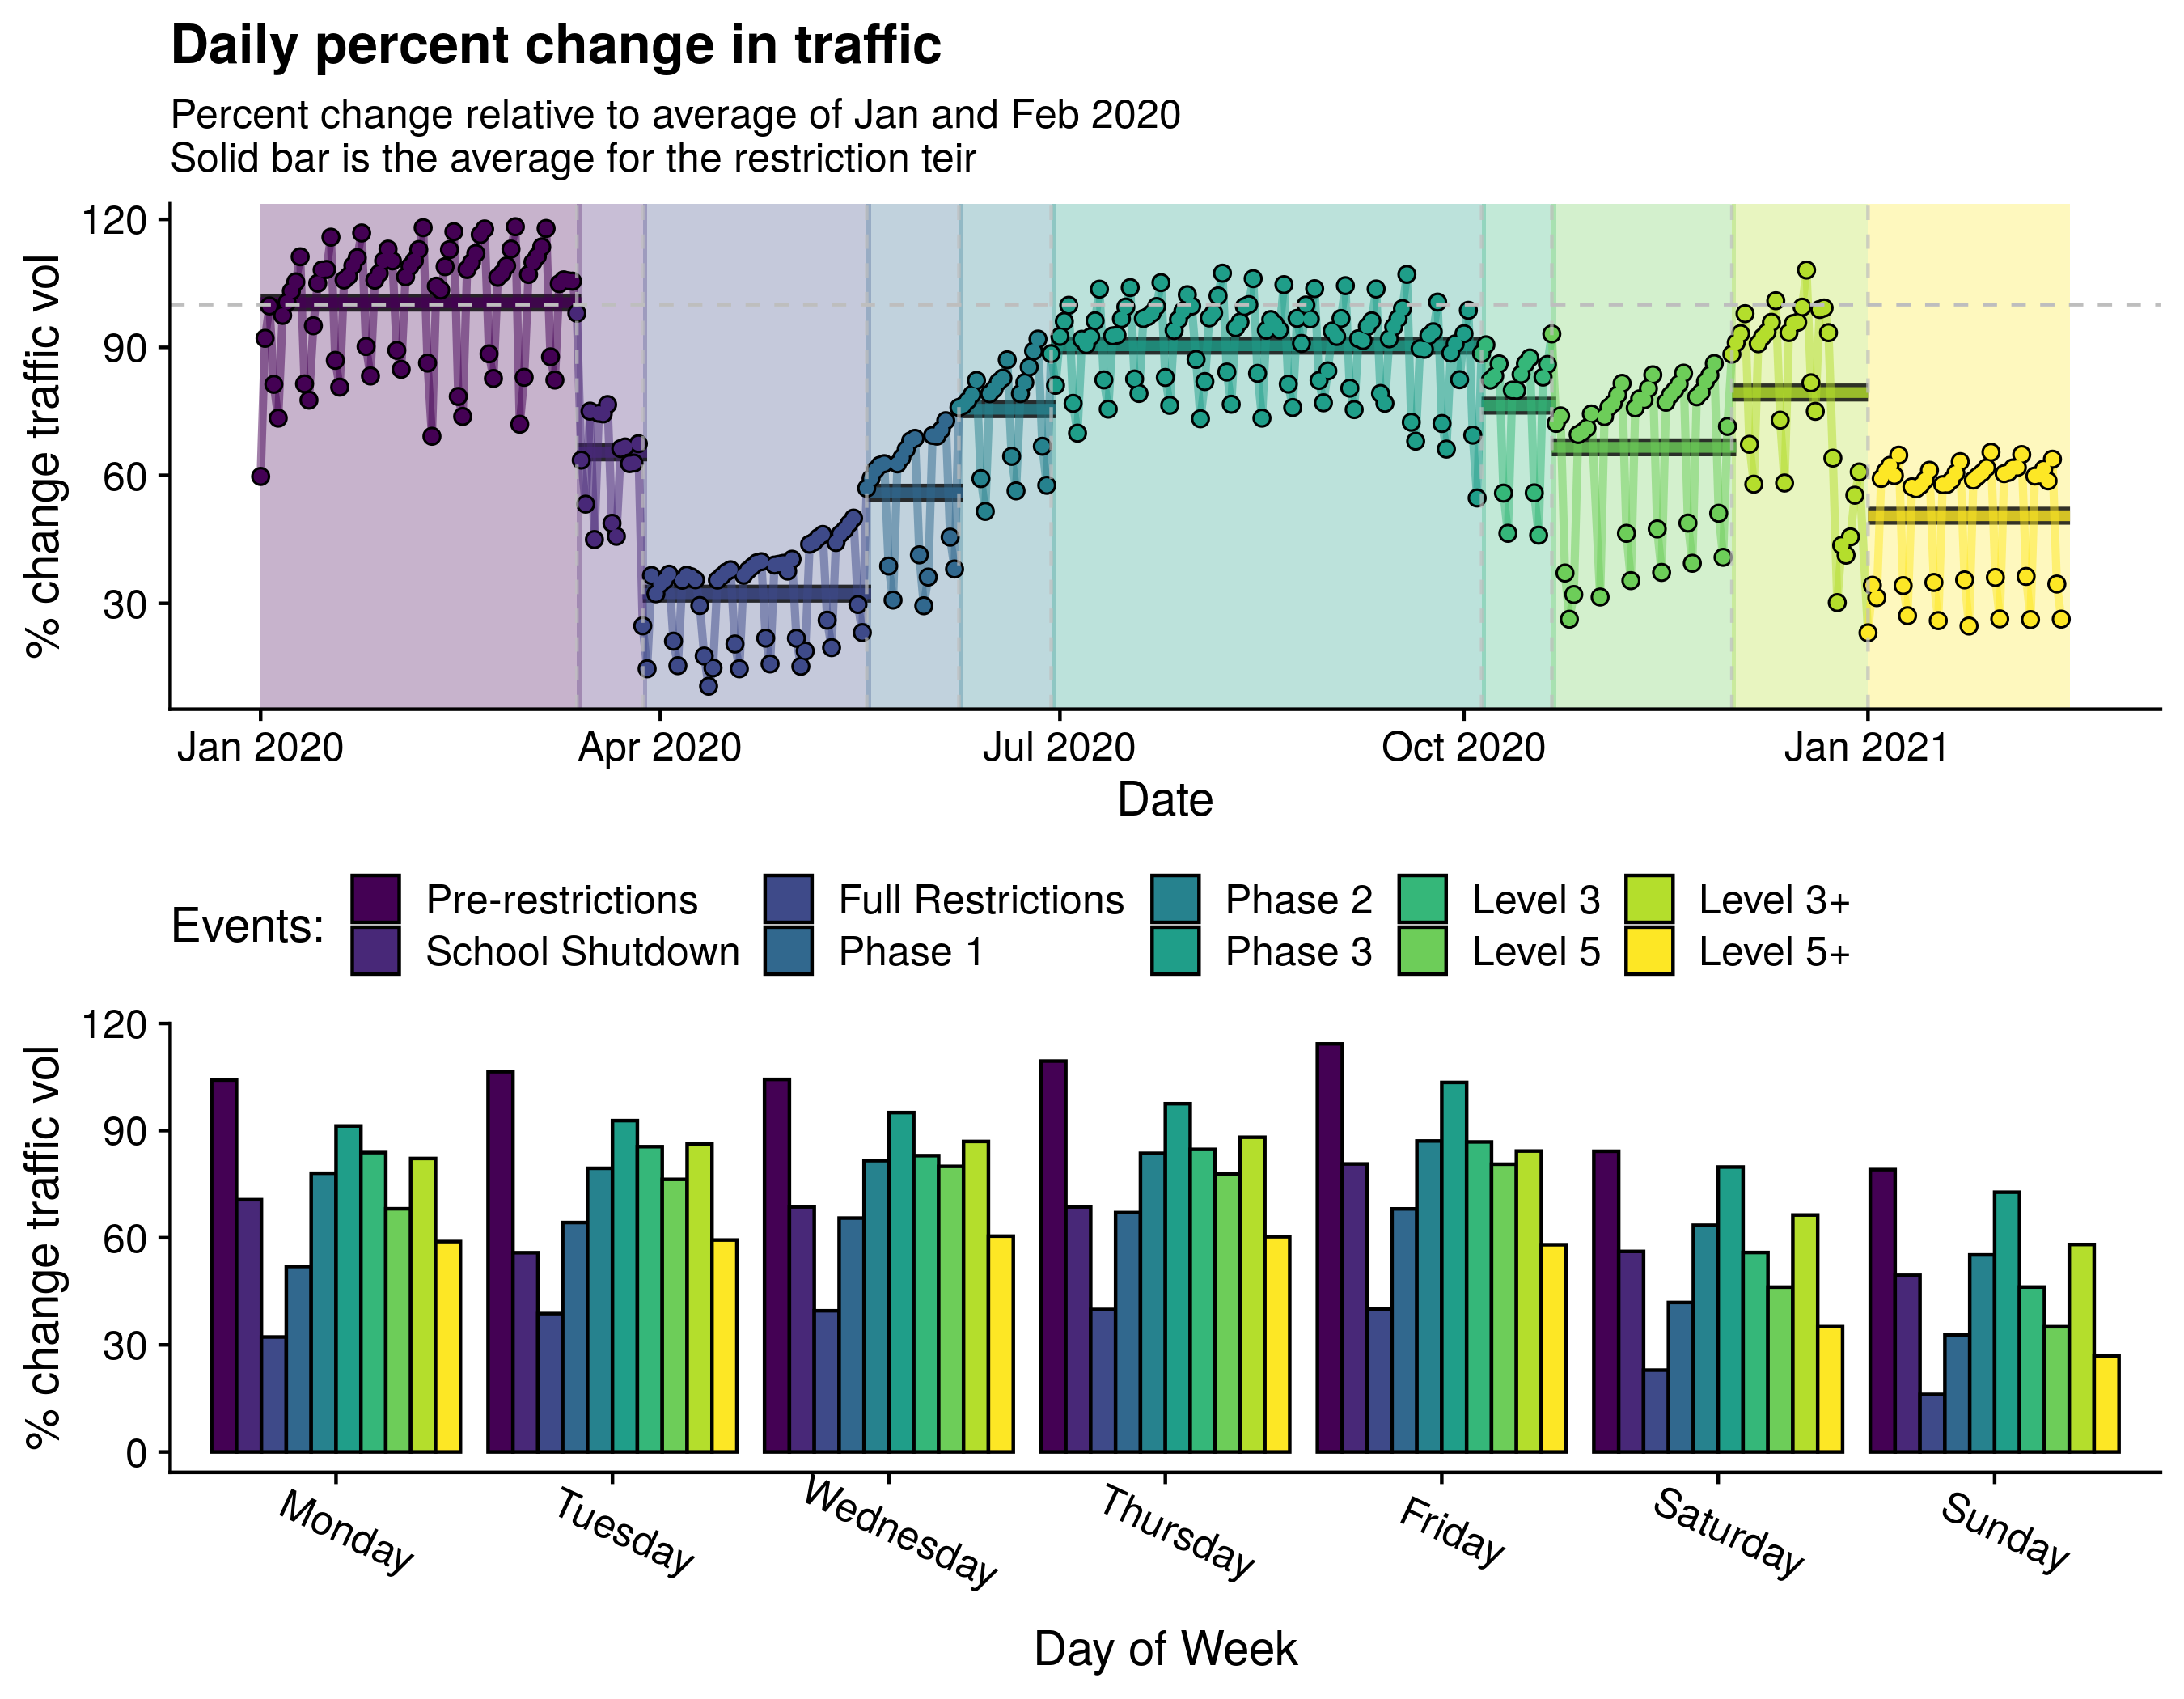 Daily percent change in traffic
Percent change relative to average of Jan and Feb 2020
Solid bar is the average for the restriction teir
% change traffic vol
120
90
60
30
Jan 2020 Apr 2020 Jul 2020 Oct 2020 Jan 2021
Date
Events:
Pre-restrictions Full Restrictions Phase 2 Level 3 Level 3+
School Shutdown Phase 1 Phase 3 Level 5 Level 5+
% change traffic vol
120
90
60
30
0
Monday Tuesday Wednesday Thursday Friday Saturday Sunday
Day of Week